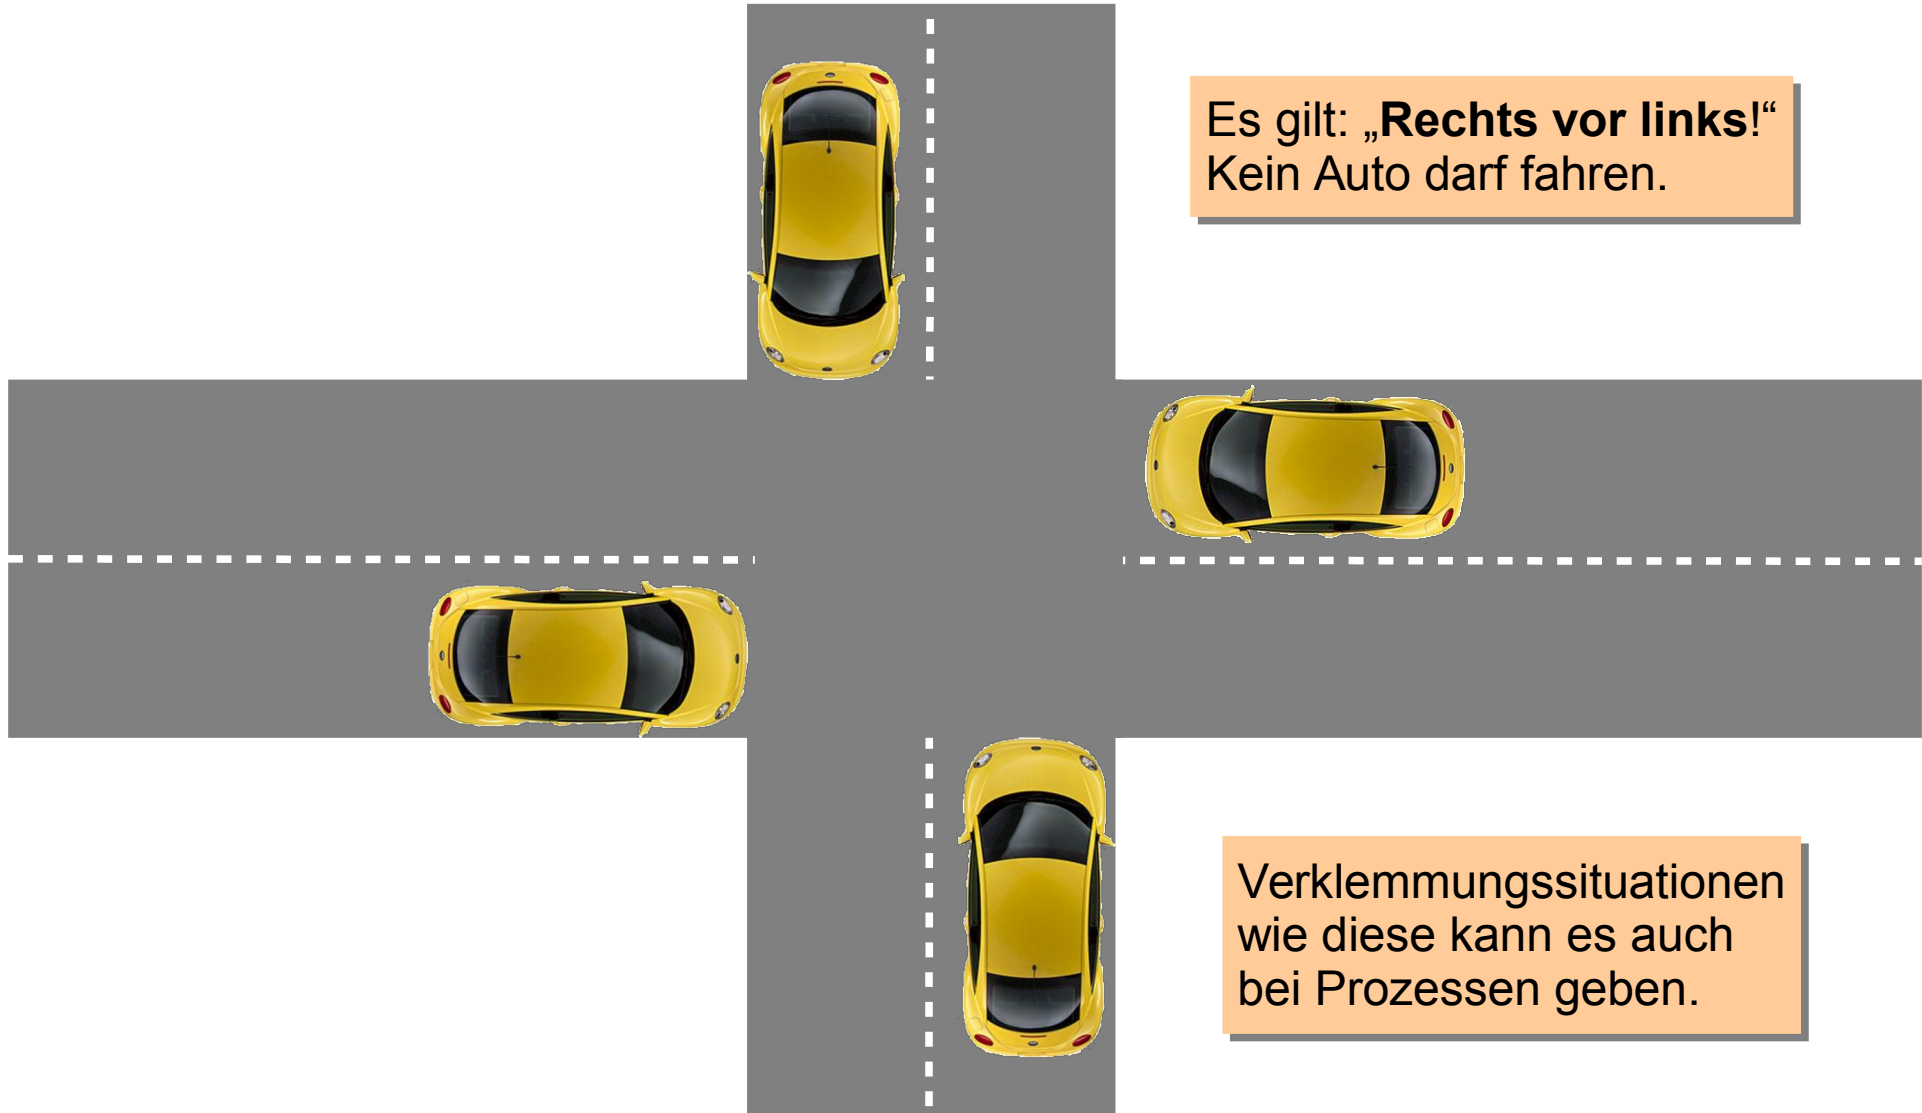 Es gilt: „Rechts vor links!“
Kein Auto darf fahren.
Verklemmungssituationen
wie diese kann es auch
bei Prozessen geben.